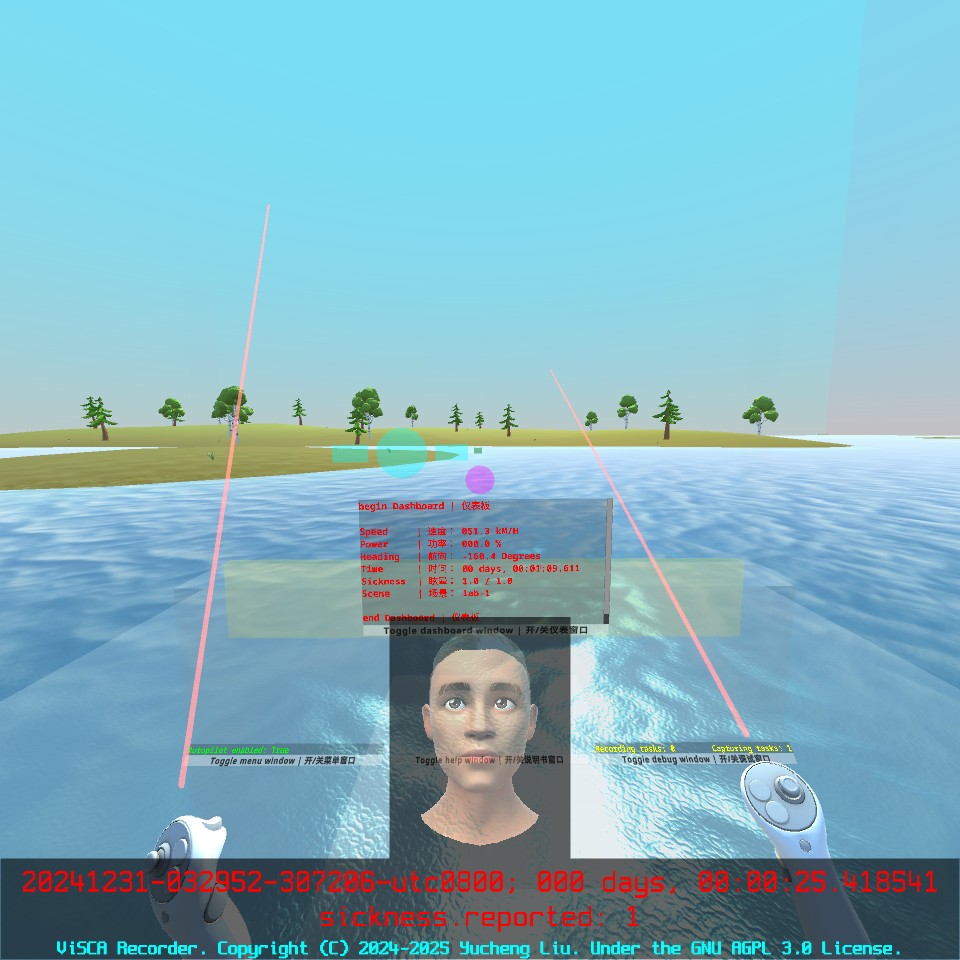 begin Dashboard | 仪表板
Speed | 速度: 051.3 kM/H
Power | 功率: 000.0 %
Heading | 航向: -160.4 Degrees
Time | 时间: 00 days, 00:01:09.611
Sickness | 眩晕: 1.0 / 1.0
Scene | 场景: lab-1
end Dashboard | 仪表板
Toggle dashboard window | 开/关仪表窗口
Autopilot enabled: True
Recording tasks: 0 Capturing tasks: 1
Toggle menu window | 开/关菜单窗口
Toggle help window | 开/关说明书窗口
Toggle debug window | 开/关调试窗口
20241231-032952-307206-utc0800; 000 days, 00:00:25.418541
sickness.reported: 1
ViSCA Recorder. Copyright (C) 2024-2025 Yucheng Liu. Under the GNU AGPL 3.0 License.